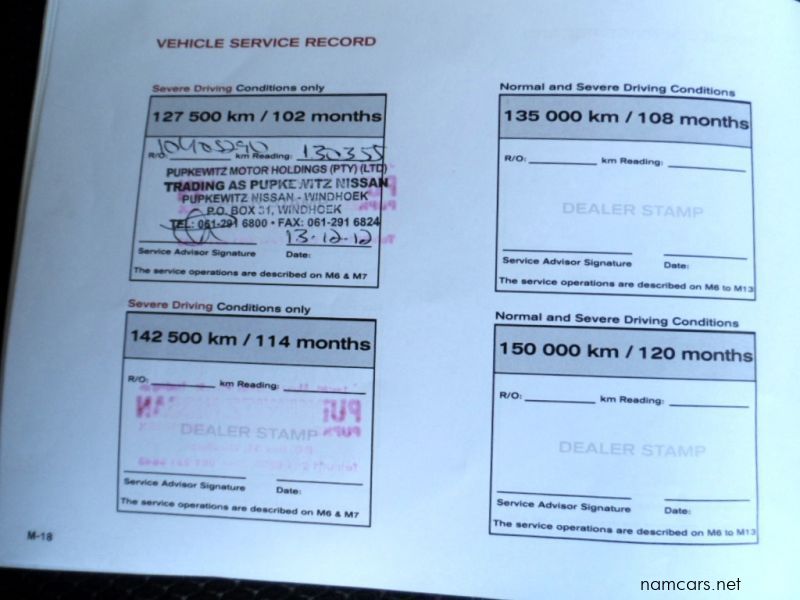 VEHICLE SERVICE RECORD
Severe Driving Conditions only
127 500 km / 102 months
R/O: km Reading: 130355
PUPKEWITZ MOTOR HOLDINGS (PTY) (LTD)
TRADING AS PUPKEWITZ NISSAN
PUPKEWITZ NISSAN - WINDHOEK
P.O. BOX 31, WINDHOEK
TEL: 061-291 6800 • FAX: 061-291 6824
13-12-12
Service Advisor Signature Date:
The service operations are described on M6 & M7
Normal and Severe Driving Conditions
135 000 km / 108 months
R/O: km Reading:
DEALER STAMP
Service Advisor Signature Date:
The service operations are described on M6 to M13
Severe Driving Conditions only
142 500 km / 114 months
R/O: km Reading:
DEALER STAMP
Service Advisor Signature Date:
The service operations are described on M6 & M7
Normal and Severe Driving Conditions
150 000 km / 120 months
R/O: km Reading:
DEALER STAMP
Service Advisor Signature Date:
The service operations are described on M6 to M13
M-18
namcars.net